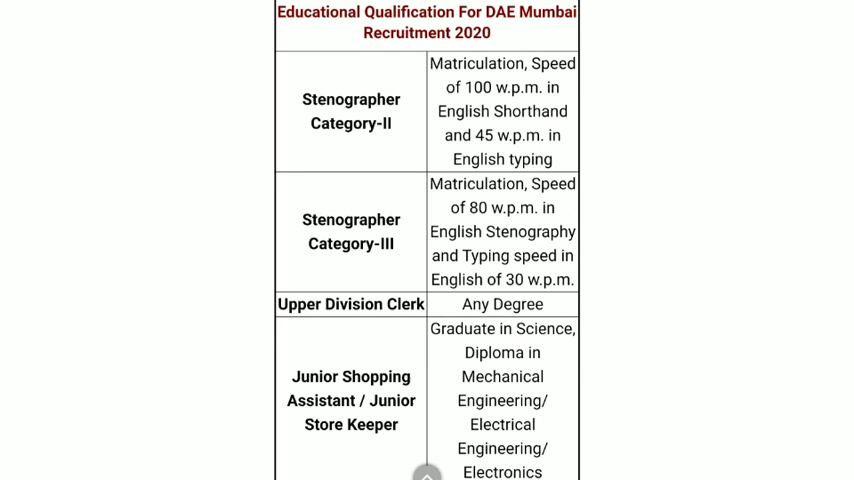 Educational Qualification For DAE Mumbai
Recruitment 2020
Stenographer
Category-II
Matriculation, Speed
of 100 w.p.m. in
English Shorthand
and 45 w.p.m. in
English typing
Stenographer
Category-III
Matriculation, Speed
of 80 w.p.m. in
English Stenography
and Typing speed in
English of 30 w.p.m.
Upper Division Clerk
Any Degree
Junior Shopping
Assistant / Junior
Store Keeper
Graduate in Science,
Diploma in
Mechanical
Engineering/
Electrical
Engineering/
Electronics